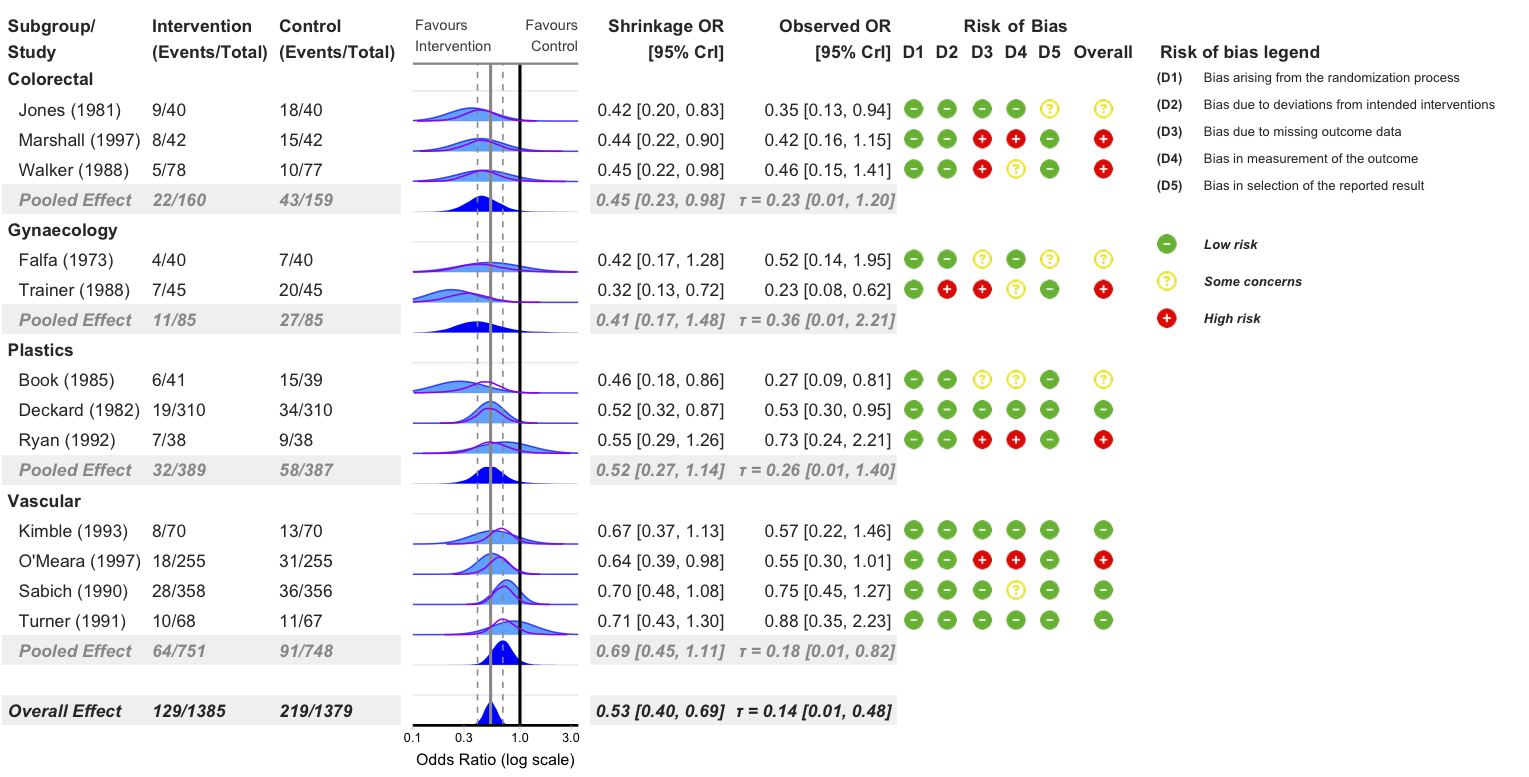 Subgroup/ Intervention Control Favours Favours Shrinkage OR Observed OR Risk of Bias
Study (Events/Total) (Events/Total) Intervention Control [95% CrI] [95% CrI] D1 D2 D3 D4 D5 Overall Risk of bias legend
Colorectal (D1) Bias arising from the randomization process
Jones (1981) 9/40 18/40 0.42 [0.20, 0.83] 0.35 [0.13, 0.94] − − − − ? ? (D2) Bias due to deviations from intended interventions
Marshall (1997) 8/42 15/42 0.44 [0.22, 0.90] 0.42 [0.16, 1.15] − − + + − + (D3) Bias due to missing outcome data
Walker (1988) 5/78 10/77 0.45 [0.22, 0.98] 0.46 [0.15, 1.41] − − + ? − + (D4) Bias in measurement of the outcome
Pooled Effect 22/160 43/159 0.45 [0.23, 0.98] τ = 0.23 [0.01, 1.20] (D5) Bias in selection of the reported result
Gynaecology − Low risk
Falfa (1973) 4/40 7/40 0.42 [0.17, 1.28] 0.52 [0.14, 1.95] − − ? − ? ? ? Some concerns
Trainer (1988) 7/45 20/45 0.32 [0.13, 0.72] 0.23 [0.08, 0.62] − + + ? − +
Pooled Effect 11/85 27/85 0.41 [0.17, 1.48] τ = 0.36 [0.01, 2.21] + High risk
Plastics
Book (1985) 6/41 15/39 0.46 [0.18, 0.86] 0.27 [0.09, 0.81] − − ? ? − ?
Deckard (1982) 19/310 34/310 0.52 [0.32, 0.87] 0.53 [0.30, 0.95] − − − − − −
Ryan (1992) 7/38 9/38 0.55 [0.29, 1.26] 0.73 [0.24, 2.21] − − + + − +
Pooled Effect 32/389 58/387 0.52 [0.27, 1.14] τ = 0.26 [0.01, 1.40]
Vascular
Kimble (1993) 8/70 13/70 0.67 [0.37, 1.13] 0.57 [0.22, 1.46] − − − − − −
O'Meara (1997) 18/255 31/255 0.64 [0.39, 0.98] 0.55 [0.30, 1.01] − − + + − +
Sabich (1990) 28/358 36/356 0.70 [0.48, 1.08] 0.75 [0.45, 1.27] − − − ? − −
Turner (1991) 10/68 11/67 0.71 [0.43, 1.30] 0.88 [0.35, 2.23] − − − − − −
Pooled Effect 64/751 91/748 0.69 [0.45, 1.11] τ = 0.18 [0.01, 0.82]
Overall Effect 129/1385 219/1379 0.53 [0.40, 0.69] τ = 0.14 [0.01, 0.48]
0.1 0.3 1.0 3.0
Odds Ratio (log scale)